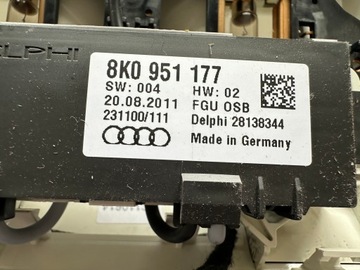 DELPHI
8K0 951 177
SW: 004 HW: 02
20.08.2011 FGU OSB
231100/111 Delphi 28138344
Made in Germany